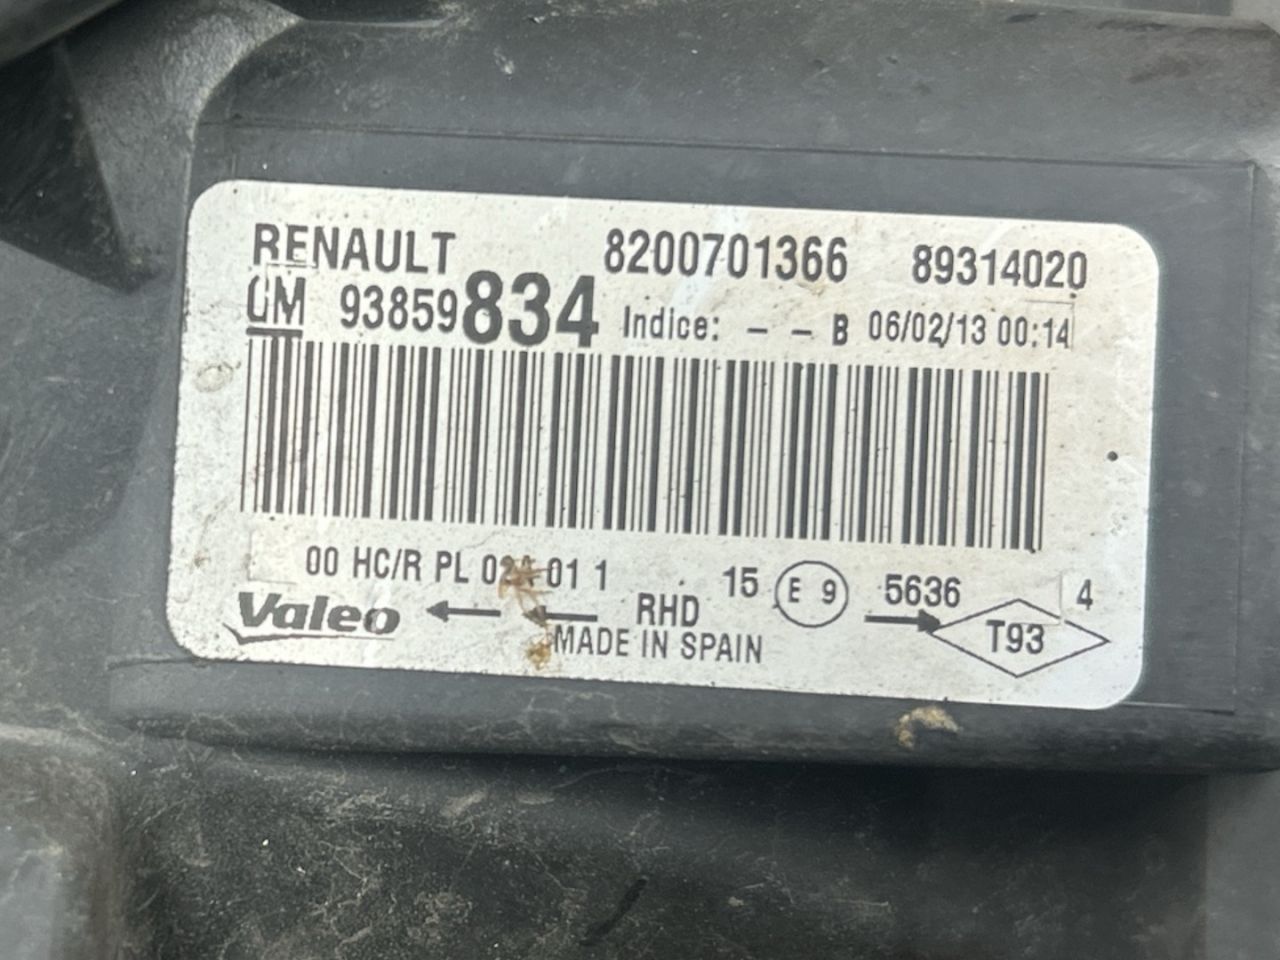 RENAULT 8200701366 89314020
GM 93859834 Indice: - - B 06/02/13 00:14
00 HC/R PL 01 1 15 E 9 5636 4
Valeo ← ← RHD → T93
MADE IN SPAIN